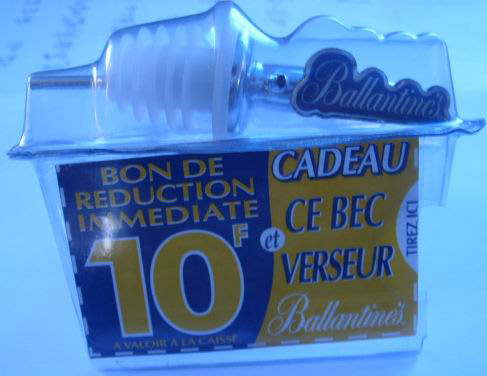 Ballantine's
BON DE
REDUCTION
IMMEDIATE
10F
A VALOIR À LA CAISSE
et
CADEAU
CE BEC
VERSEUR
Ballantine's
TIREZ ICI